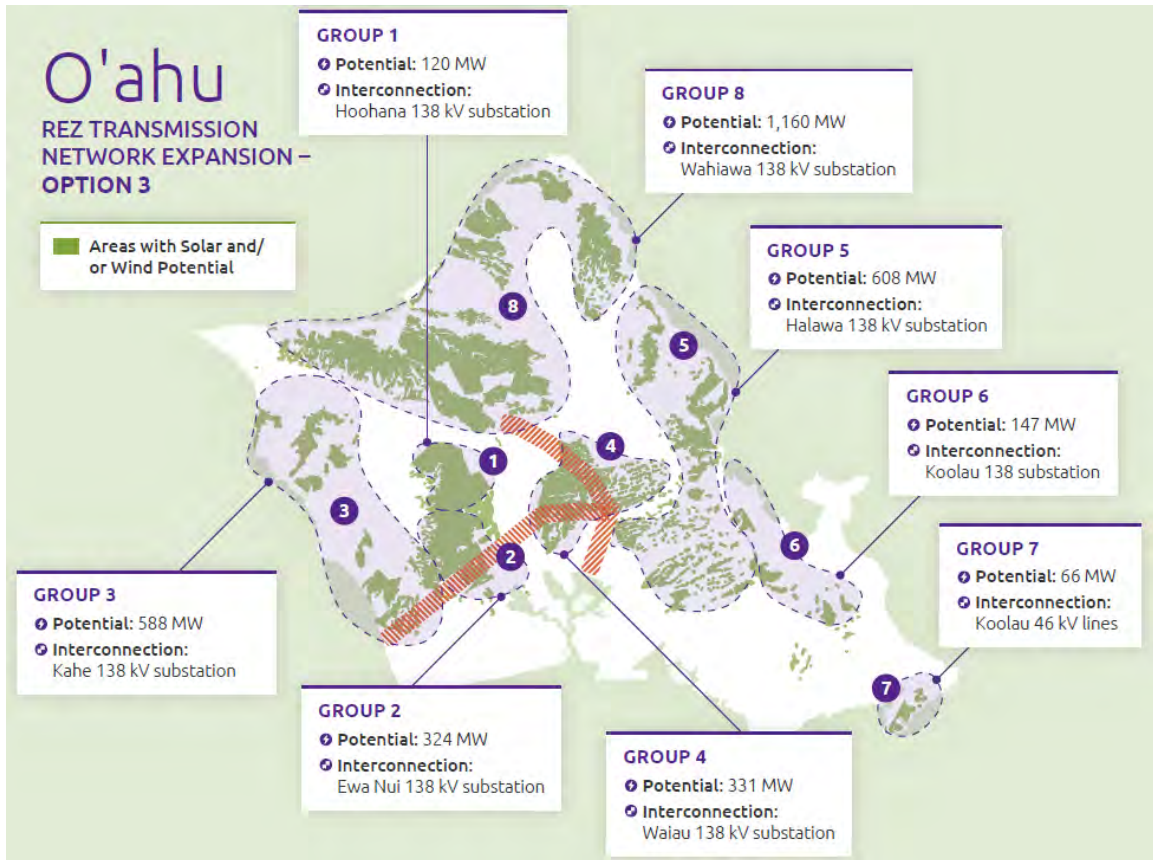 O'ahu
REZ TRANSMISSION
NETWORK EXPANSION –
OPTION 3
Areas with Solar and/
or Wind Potential
GROUP 1
Potential: 120 MW
Interconnection:
Hoohana 138 kV substation
GROUP 8
Potential: 1,160 MW
Interconnection:
Wahiawa 138 kV substation
GROUP 5
Potential: 608 MW
Interconnection:
Halawa 138 kV substation
GROUP 6
Potential: 147 MW
Interconnection:
Koolau 138 substation
GROUP 7
Potential: 66 MW
Interconnection:
Koolau 46 kV lines
GROUP 3
Potential: 588 MW
Interconnection:
Kahe 138 kV substation
GROUP 2
Potential: 324 MW
Interconnection:
Ewa Nui 138 kV substation
GROUP 4
Potential: 331 MW
Interconnection:
Waiau 138 kV substation
8
5
4
1
3
2
6
7